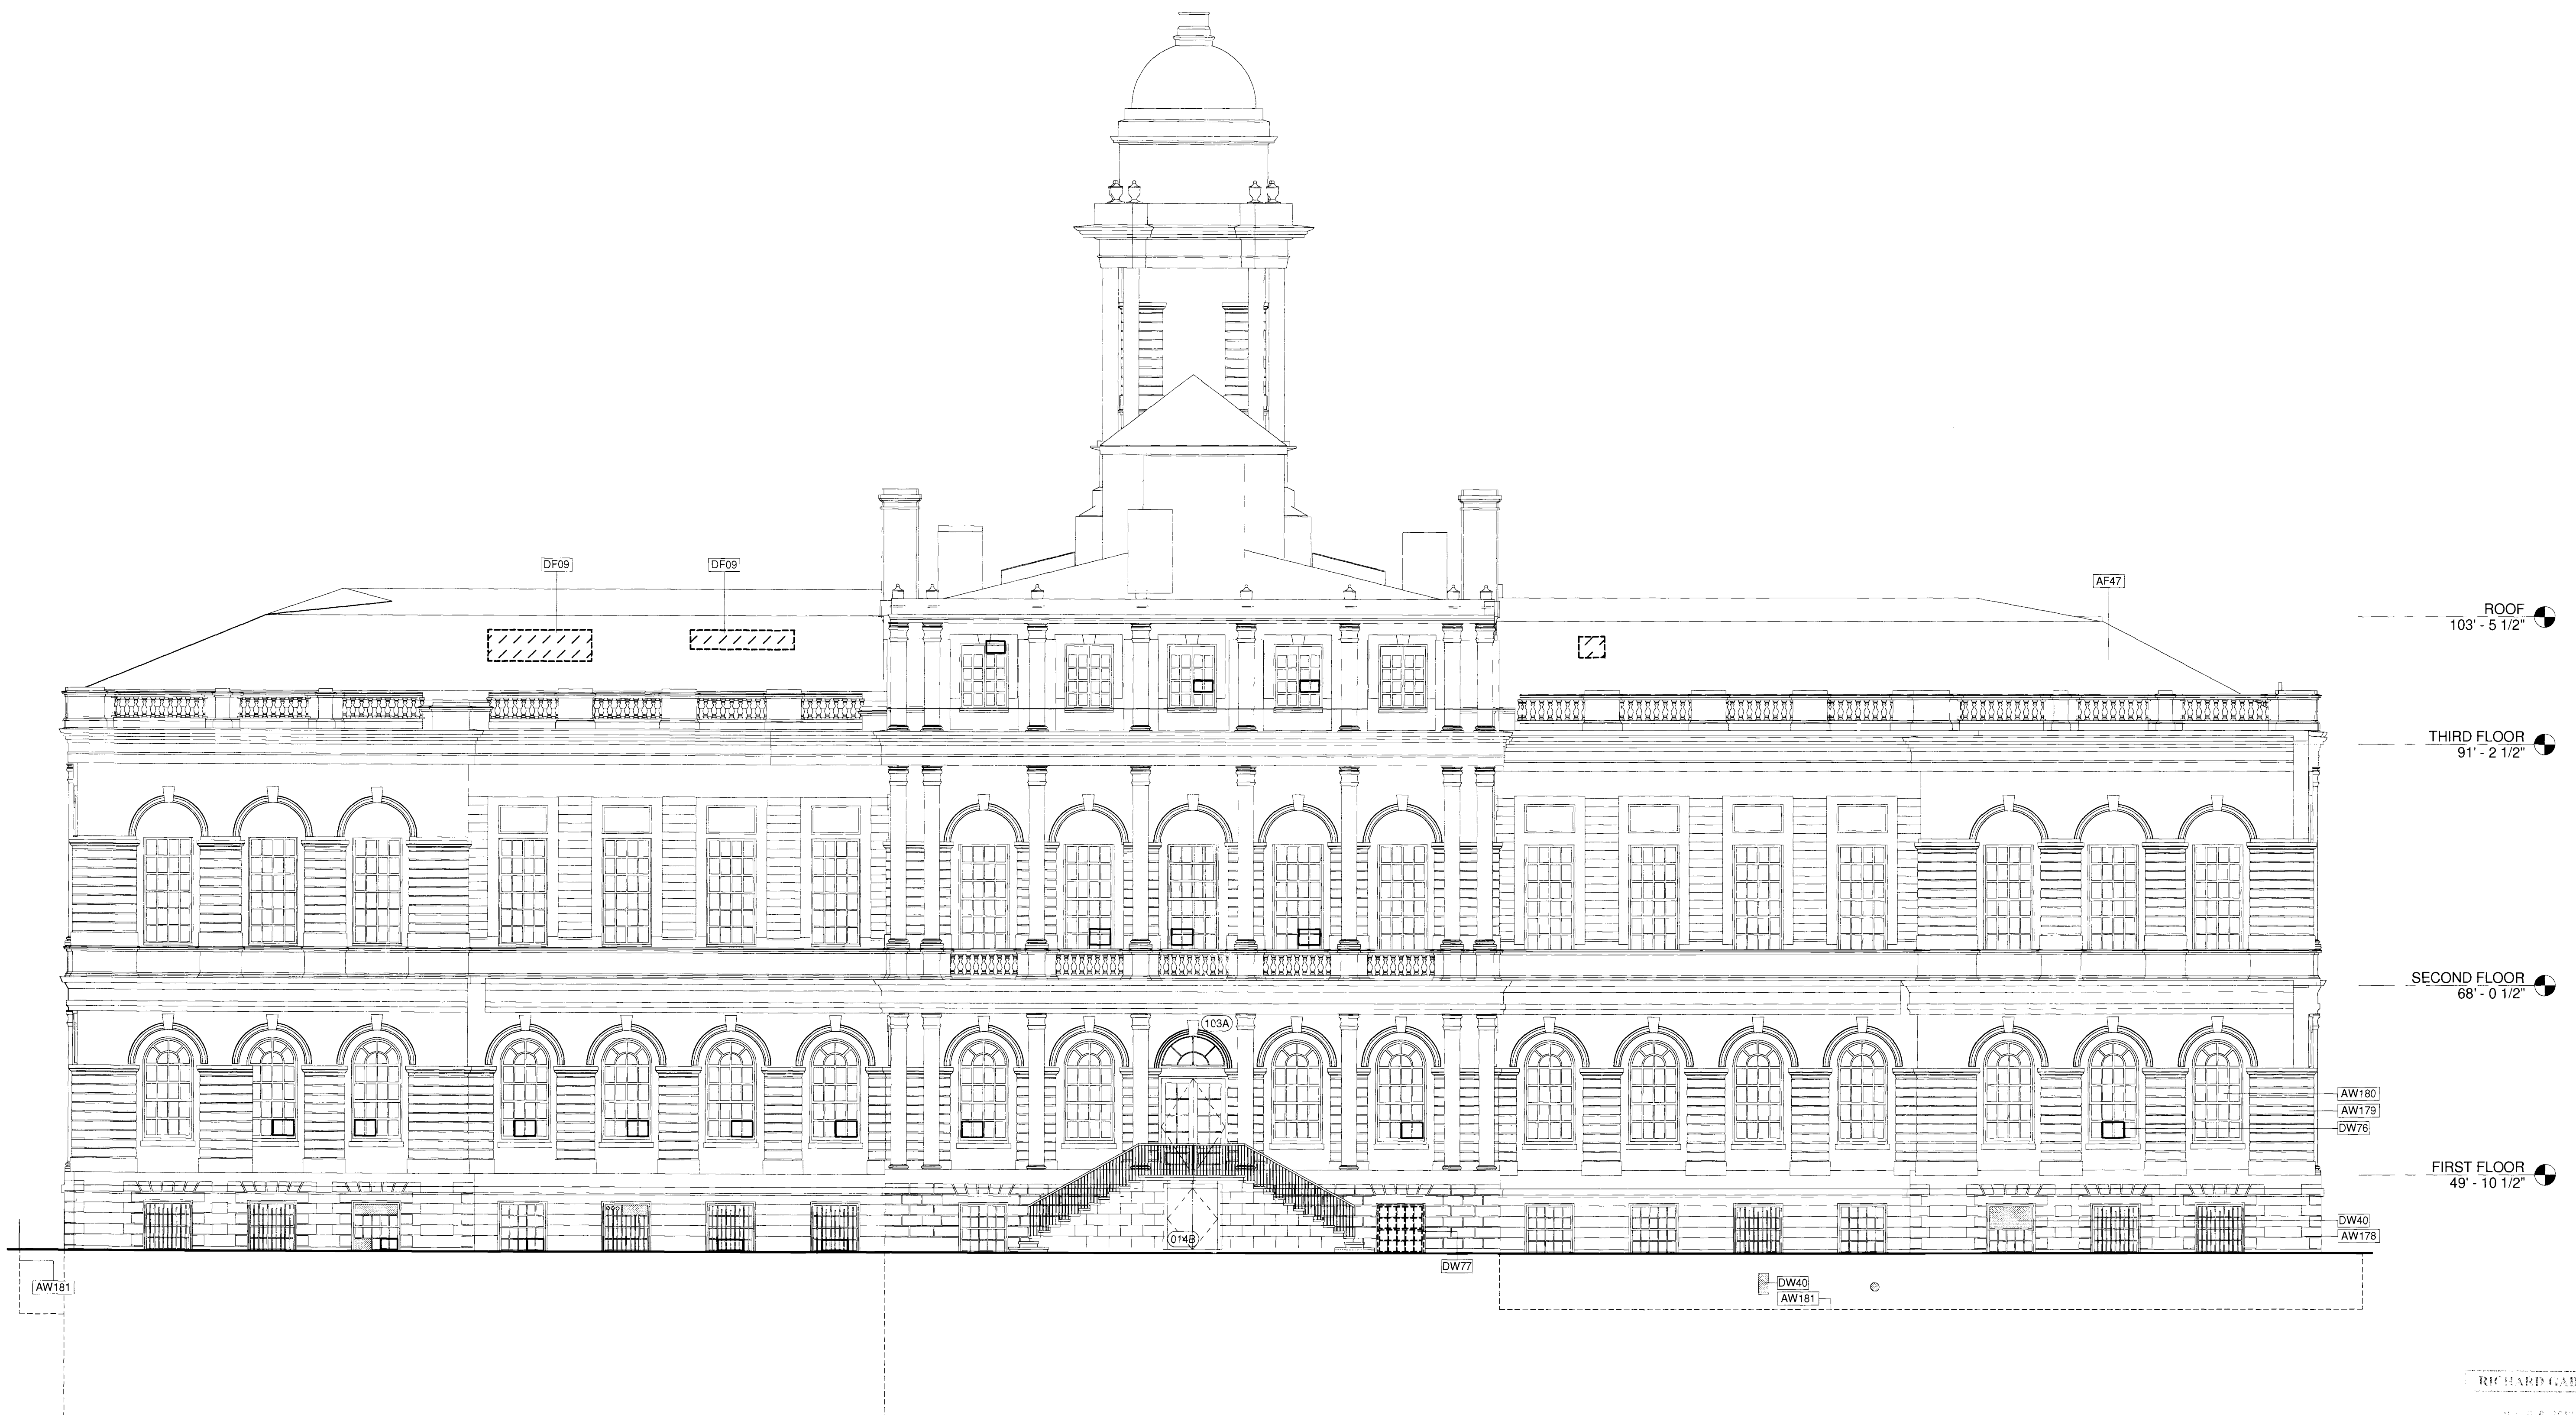 DF09
DF09
AF47
ROOF
103' - 5 1/2"
THIRD FLOOR
91' - 2 1/2"
SECOND FLOOR
68' - 0 1/2"
103A
AW180
AW179
DW76
FIRST FLOOR
49' - 10 1/2"
DW40
AW178
014B
DW77
AW181
DW40
AW181
RICHARD